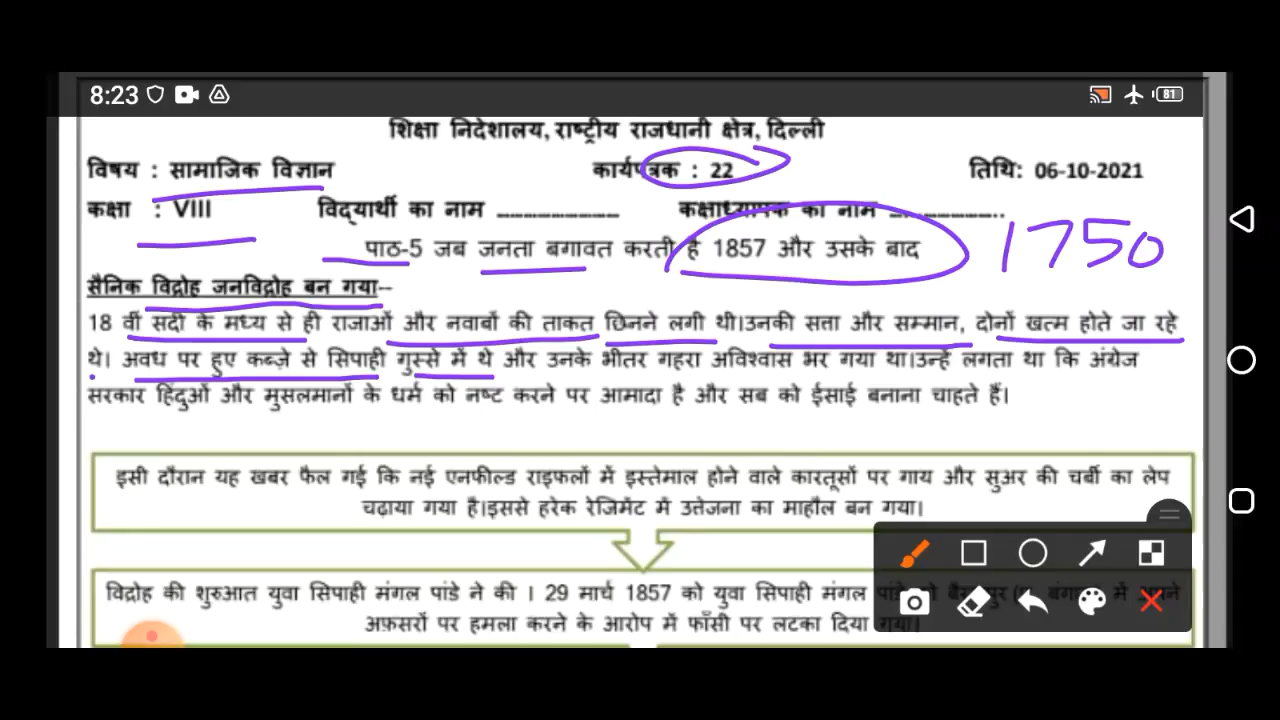 8:23 81
शिक्षा निदेशालय, राष्ट्रीय राजधानी क्षेत्र, दिल्ली
विषय : सामाजिक विज्ञान कार्यपत्रक : 22 तिथि: 06-10-2021
कक्षा : VIII विद्यार्थी का नाम ........................ कक्षाध्यापक का नाम ......................
पाठ-5 जब जनता बगावत करती है 1857 और उसके बाद 1750
सैनिक विद्रोह जनविद्रोह बन गया--
18 वीं सदी के मध्य से ही राजाओं और नवाबों की ताकत छिनने लगी थी।उनकी सत्ता और सम्मान, दोनों खत्म होते जा रहे
थे। अवध पर हुए कब्ज़े से सिपाही गुस्से में थे और उनके भीतर गहरा अविश्वास भर गया था।उन्हें लगता था कि अंग्रेज
सरकार हिंदुओं और मुसलमानों के धर्म को नष्ट करने पर आमादा है और सब को ईसाई बनाना चाहते हैं।
इसी दौरान यह खबर फैल गई कि नई एनफील्ड राइफलों में इस्तेमाल होने वाले कारतूसों पर गाय और सुअर की चर्बी का लेप
चढ़ाया गया है।इससे हरेक रेजिमेंट में उत्तेजना का माहौल बन गया।
विद्रोह की शुरुआत युवा सिपाही मंगल पांडे ने की । 29 मार्च 1857 को युवा सिपाही मंगल
अफ़सरों पर हमला करने के आरोप में फाँसी पर लटका दिया गया।